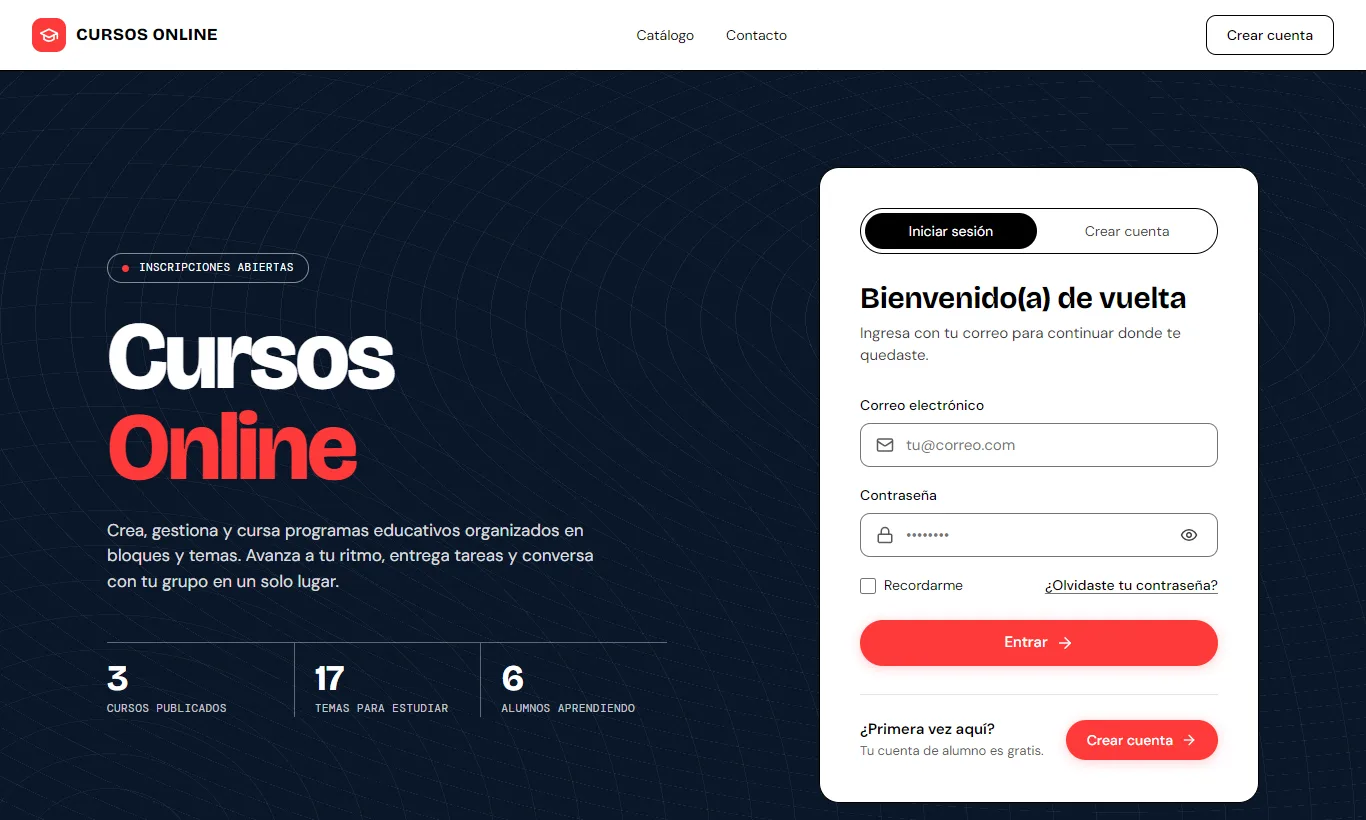 CURSOS ONLINE
Catálogo
Contacto
Crear cuenta
INSCRIPCIONES ABIERTAS
Cursos
Online
Crea, gestiona y cursa programas educativos organizados en
bloques y temas. Avanza a tu ritmo, entrega tareas y conversa
con tu grupo en un solo lugar.
3
CURSOS PUBLICADOS
17
TEMAS PARA ESTUDIAR
6
ALUMNOS APRENDIENDO
Iniciar sesión
Crear cuenta
Bienvenido(a) de vuelta
Ingresa con tu correo para continuar donde te
quedaste.
Correo electrónico
tu@correo.com
Contraseña
••••••••
Recordarme
¿Olvidaste tu contraseña?
Entrar →
¿Primera vez aquí?
Tu cuenta de alumno es gratis.
Crear cuenta →